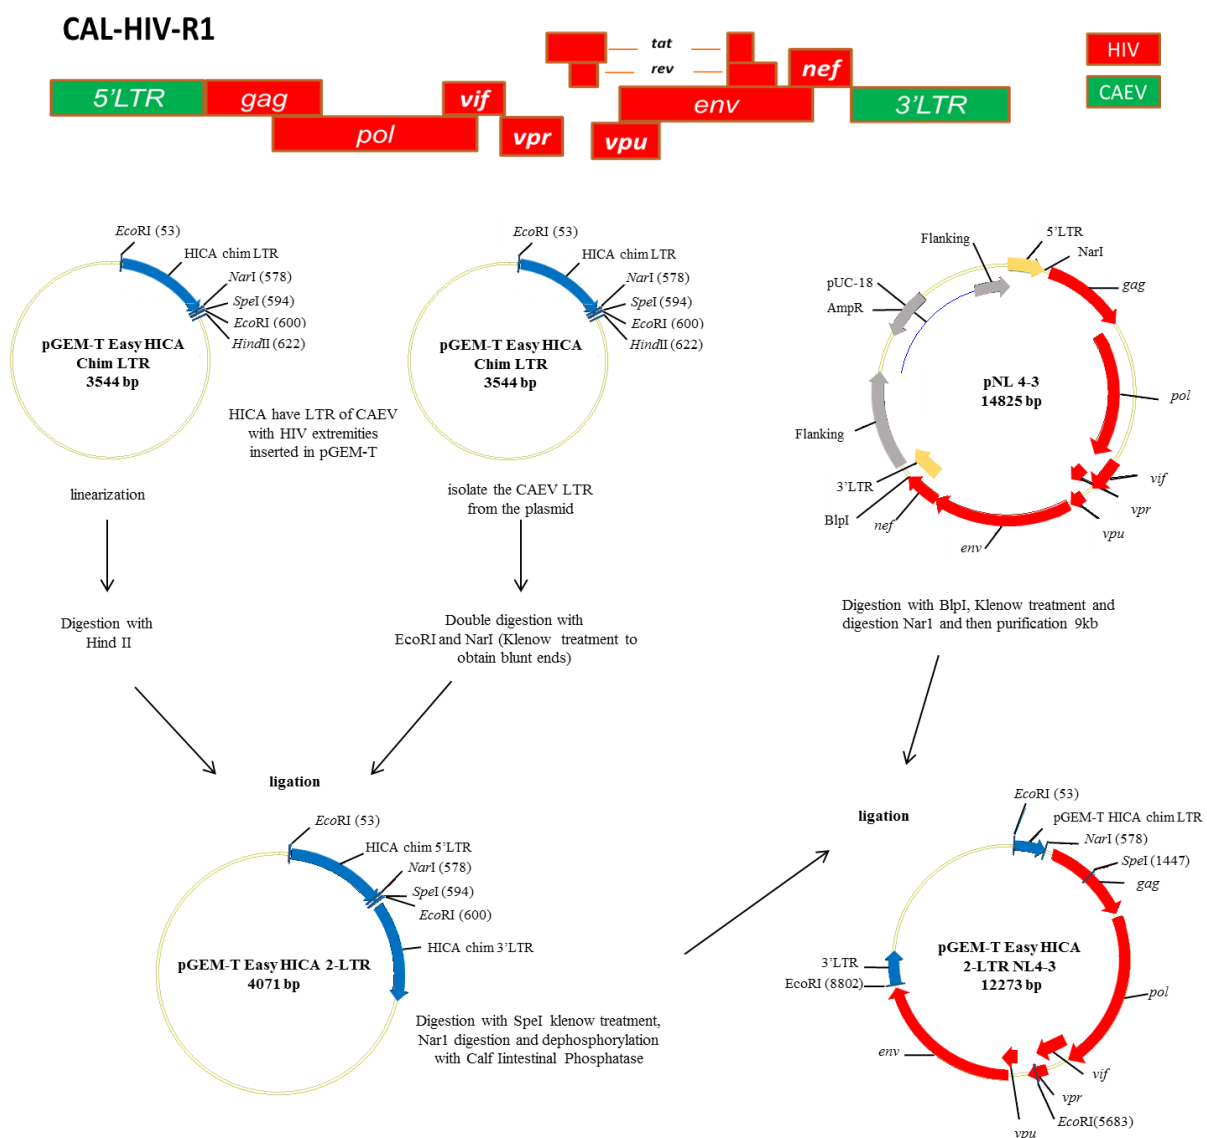 CAL-HIV-R1
tat
rev
nef
HIV
5'LTR
gag
vif
env
3'LTR
CAEV
pol
vpr
vpu
EcoRI (53)
HICA chim LTR
NarI (578)
SpeI (594)
EcoRI (600)
HindII (622)
pGEM-T Easy HICA
Chim LTR
3544 bp
EcoRI (53)
HICA chim LTR
NarI (578)
SpeI (594)
EcoRI (600)
HindII (622)
pGEM-T Easy HICA
Chim LTR
3544 bp
HICA have LTR of CAEV
with HIV extremities
inserted in pGEM-T
Flanking
5'LTR
NarI
pUC-18
AmpR
gag
pNL 4-3
14825 bp
pol
Flanking
3'LTR
BlpI
nef
env
vif
vpr
vpu
linearization
isolate the CAEV LTR
from the plasmid
Digestion with
Hind II
Double digestion with
EcoRI and NarI (Klenow treatment to
obtain blunt ends)
Digestion with BlpI, Klenow treatment and
digestion Nar1 and then purification 9kb
ligation
EcoRI (53)
HICA chim 5'LTR
NarI (578)
SpeI (594)
EcoRI (600)
HICA chim 3'LTR
pGEM-T Easy HICA 2-LTR
4071 bp
Digestion with SpeI klenow treatment,
Nar1 digestion and dephosphorylation
with Calf Iintestinal Phosphatase
ligation
EcoRI (53)
pGEM-T HICA chim LTR
NarI (578)
SpeI (1447)
gag
pGEM-T Easy HICA
2-LTR NL4-3
12273 bp
3'LTR
EcoRI (8802)
pol
env
vif
vpr
EcoRI(5683)
vpu